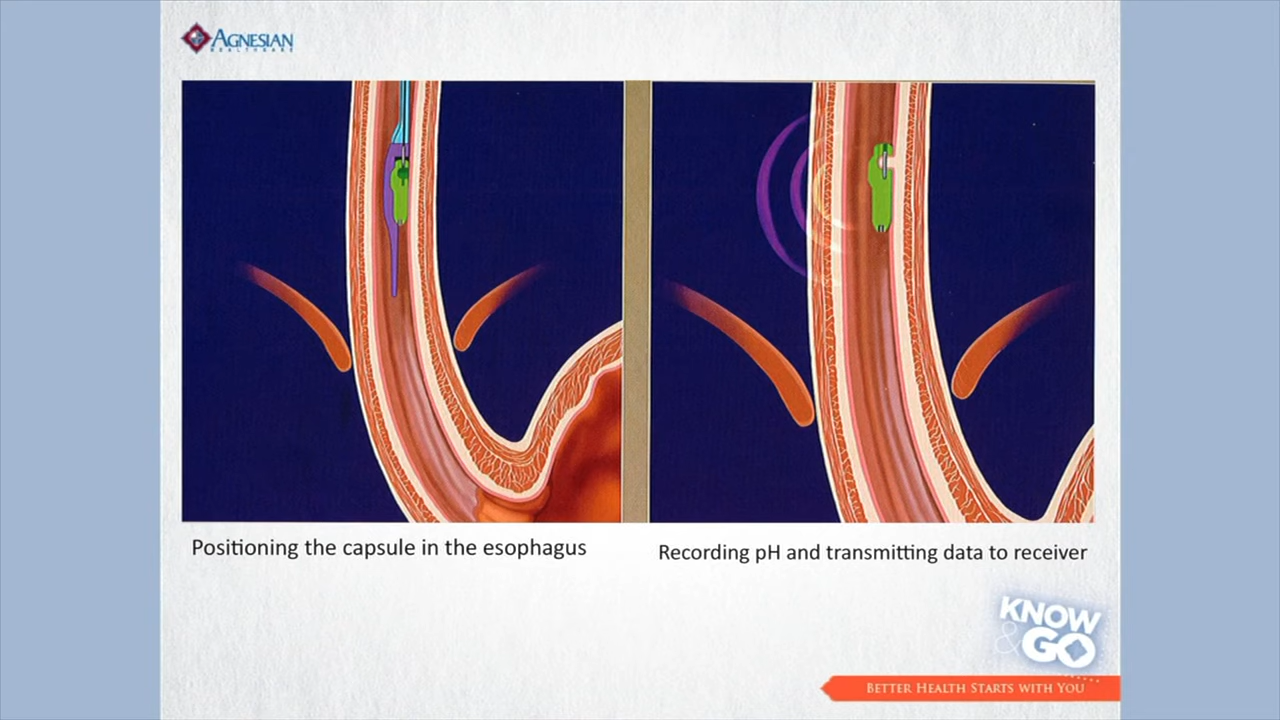 AGNESIAN
HEALTHCARE
Positioning the capsule in the esophagus
Recording pH and transmitting data to receiver
KNOW
& GO
BETTER HEALTH STARTS WITH YOU